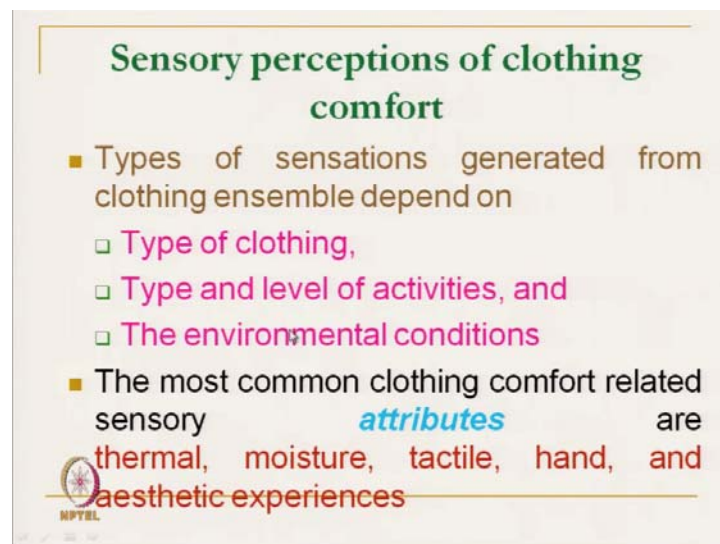 Sensory perceptions of clothing
comfort
Types of sensations generated from
clothing ensemble depend on
Type of clothing,
Type and level of activities, and
The environmental conditions
The most common clothing comfort related
sensory attributes are
thermal, moisture, tactile, hand, and
aesthetic experiences
NPTEL